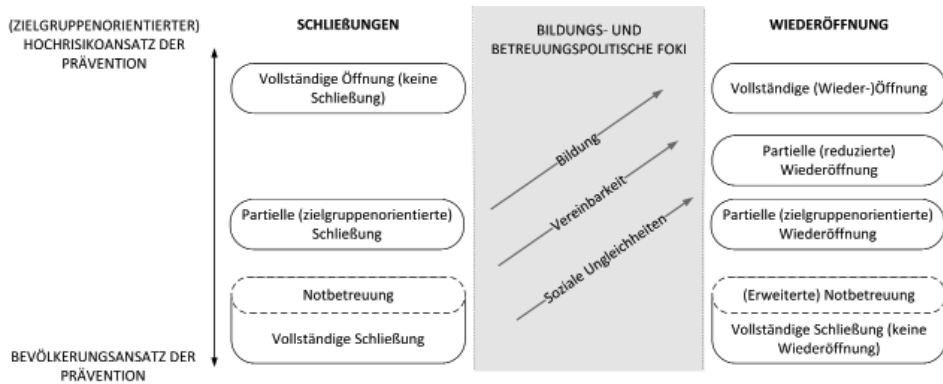 (ZIELGRUPPENORIENTIERTER)
HOCHRISIKOANSATZ DER
PRÄVENTION
BEVÖLKERUNGSANSATZ DER
PRÄVENTION
SCHLIEßUNGEN
Vollständige Öffnung (keine
Schließung)
Partielle (zielgruppenorientierte)
Schließung
Notbetreuung
Vollständige Schließung
BILDUNGS- UND
BETREUUNGSPOLITISCHE FOKI
Bildung
Vereinbarkeit
Soziale Ungleichheiten
WIEDERÖFFNUNG
Vollständige (Wieder-)Öffnung
Partielle (reduzierte)
Wiederöffnung
Partielle (zielgruppenorientierte)
Wiederöffnung
(Erweiterte) Notbetreuung
Vollständige Schließung (keine
Wiederöffnung)